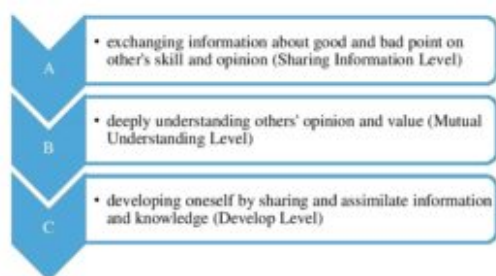 A
• exchanging information about good and bad point on
other's skill and opinion (Sharing Information Level)
B
• deeply understanding others' opinion and value (Mutual
Understanding Level)
C
• developing oneself by sharing and assimilate information
and knowledge (Develop Level)